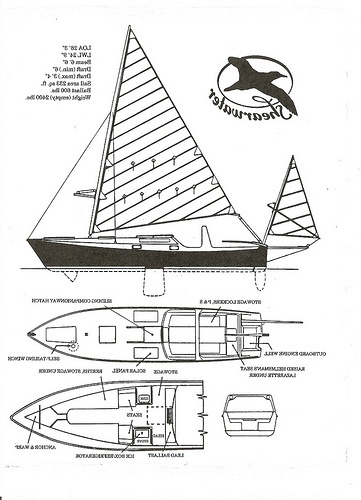 LOA 28' 3"
LWL 24' 9"
Beam 6' 6"
Draft (min.) 6"
Draft (max.) 3' 4"
Sail area 233 sq. ft.
Ballast 600 lbs.
Weight (empty) 2400 lbs.
Shearwater
STOWAGE LOCKER P & S
SLIDING COMPANIONWAY HATCH
OUTBOARD ENGINE WELL
SELF-TAILING WINCH
RAISED HELMSMAN'S SEAT
LAZARETTE UNDER
SOLAR PANEL
STOWAGE
BERTHS, STOWAGE UNDER
SEATS
SINK
STOVE
HEAD
LEAD BALLAST
ICE BOX/REFRIGERATOR
ANCHOR & WARP